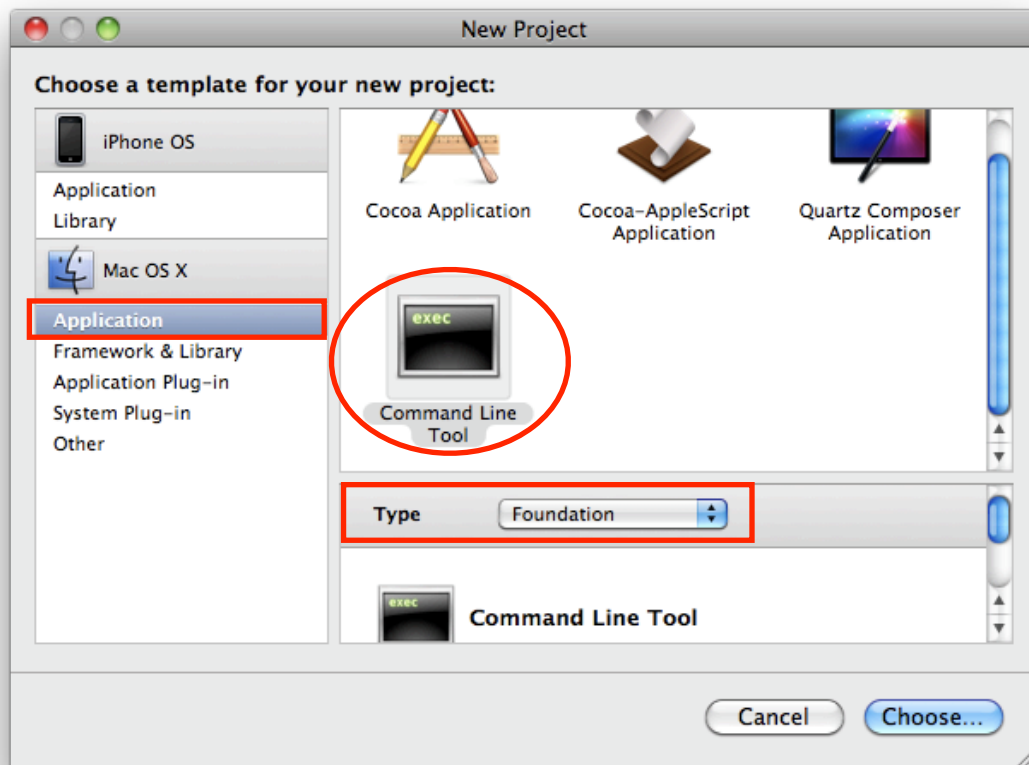 New Project
Choose a template for your new project:
iPhone OS
Application
Library
Mac OS X
Application
Framework & Library
Application Plug-in
System Plug-in
Other
Cocoa Application
Cocoa-AppleScript
Application
Quartz Composer
Application
exec
Command Line
Tool
Type
Foundation
exec
Command Line Tool
Cancel
Choose...